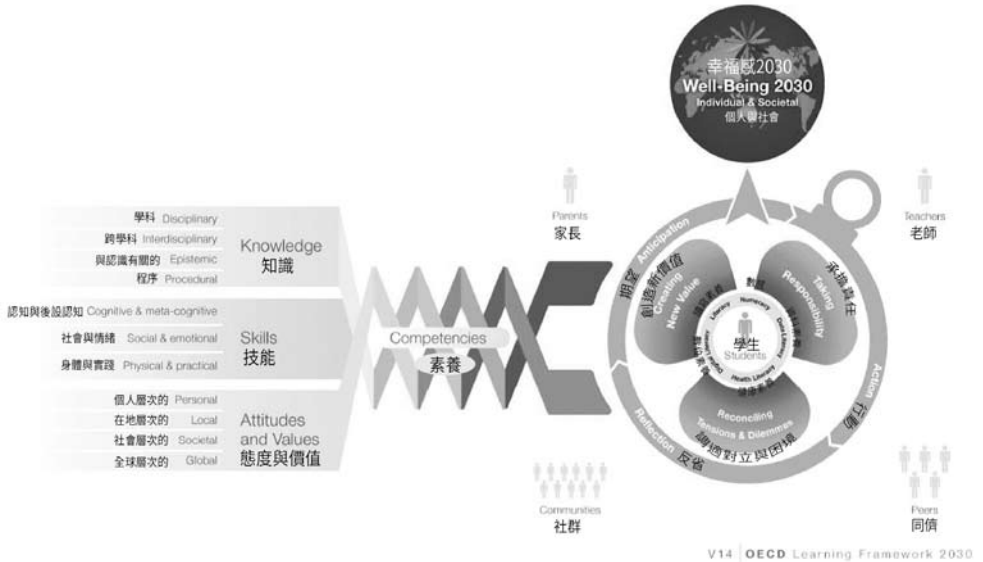 幸福感2030
Well-Being 2030
Individual & Societal
個人與社會
學科 Disciplinary
跨學科 Interdisciplinary
與認識有關的 Epistemic
程序 Procedural
Knowledge
知識
認知與後設認知 Cognitive & meta-cognitive
社會與情緒 Social & emotional
身體與實踐 Physical & practical
Skills
技能
個人層次的 Personal
在地層次的 Local
社會層次的 Societal
全球層次的 Global
Attitudes
and Values
態度與價值
Competencies
素養
Parents
家長
Teachers
老師
期望 Anticipation
創造新價值
Creating
New Value
承擔責任
Taking
Responsibility
Literacy
Numeracy
數感
Data Literacy
Health Literacy
Digital Literacy
學生
Students
Reconciling
Tensions & Dilemmas
調適對立與困境
Action 行動
Reflection 反省
Communities
社群
Peers
同儕
V14 | OECD Learning Framework 2030